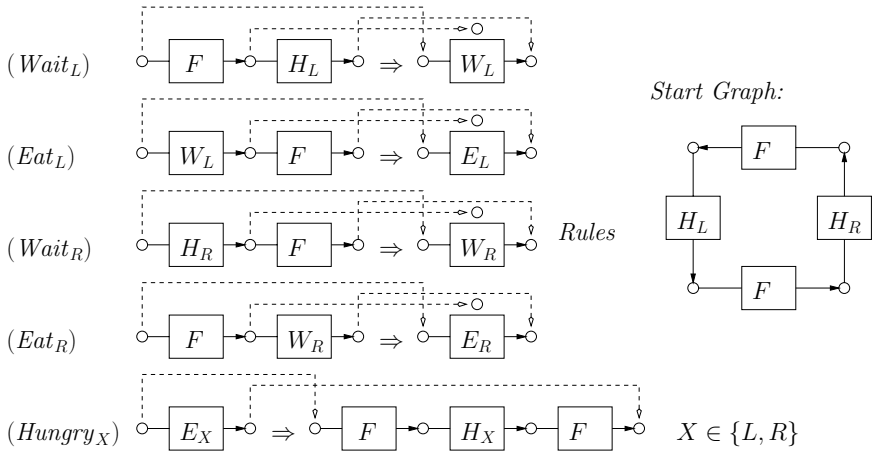 (Wait_L) F H_L ⇒ W_L
Start Graph:
(Eat_L) W_L F ⇒ E_L
F
H_L H_R
(Wait_R) H_R F ⇒ W_R Rules
F
(Eat_R) F W_R ⇒ E_R
(Hungry_X) E_X ⇒ F H_X F X ∈ {L, R}